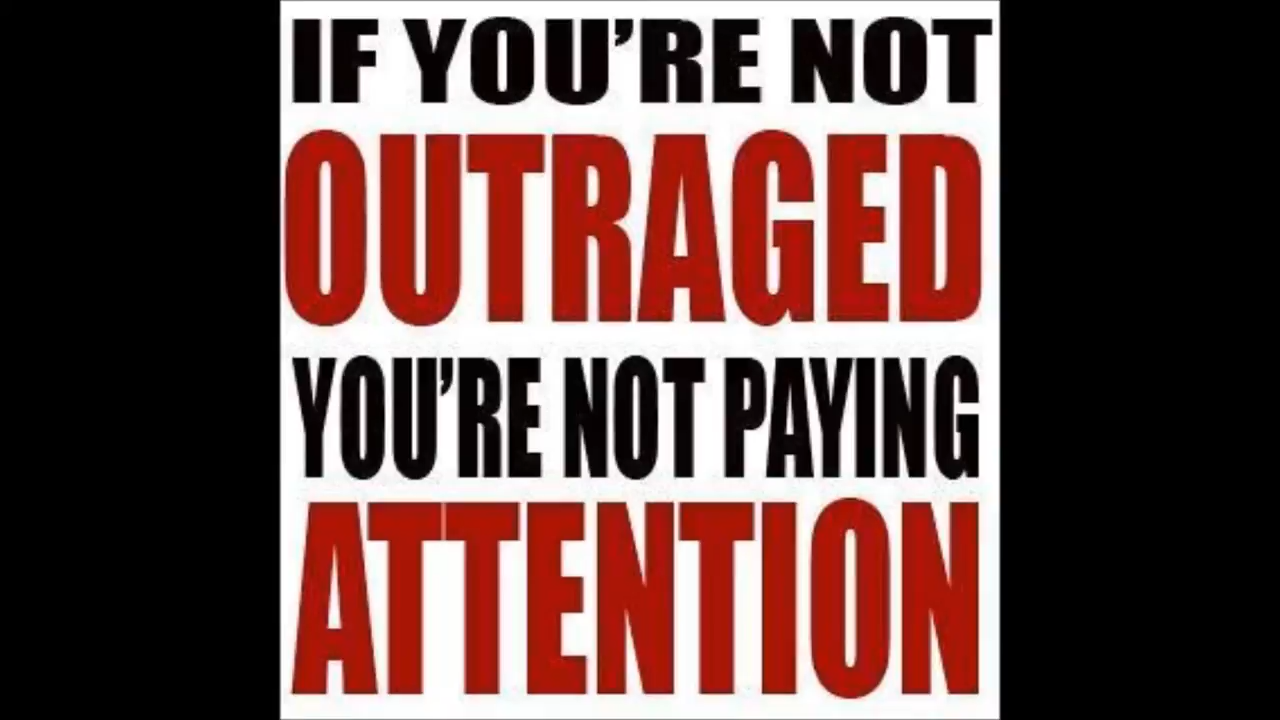 IF YOU’RE NOT
OUTRAGED
YOU’RE NOT PAYING
ATTENTION